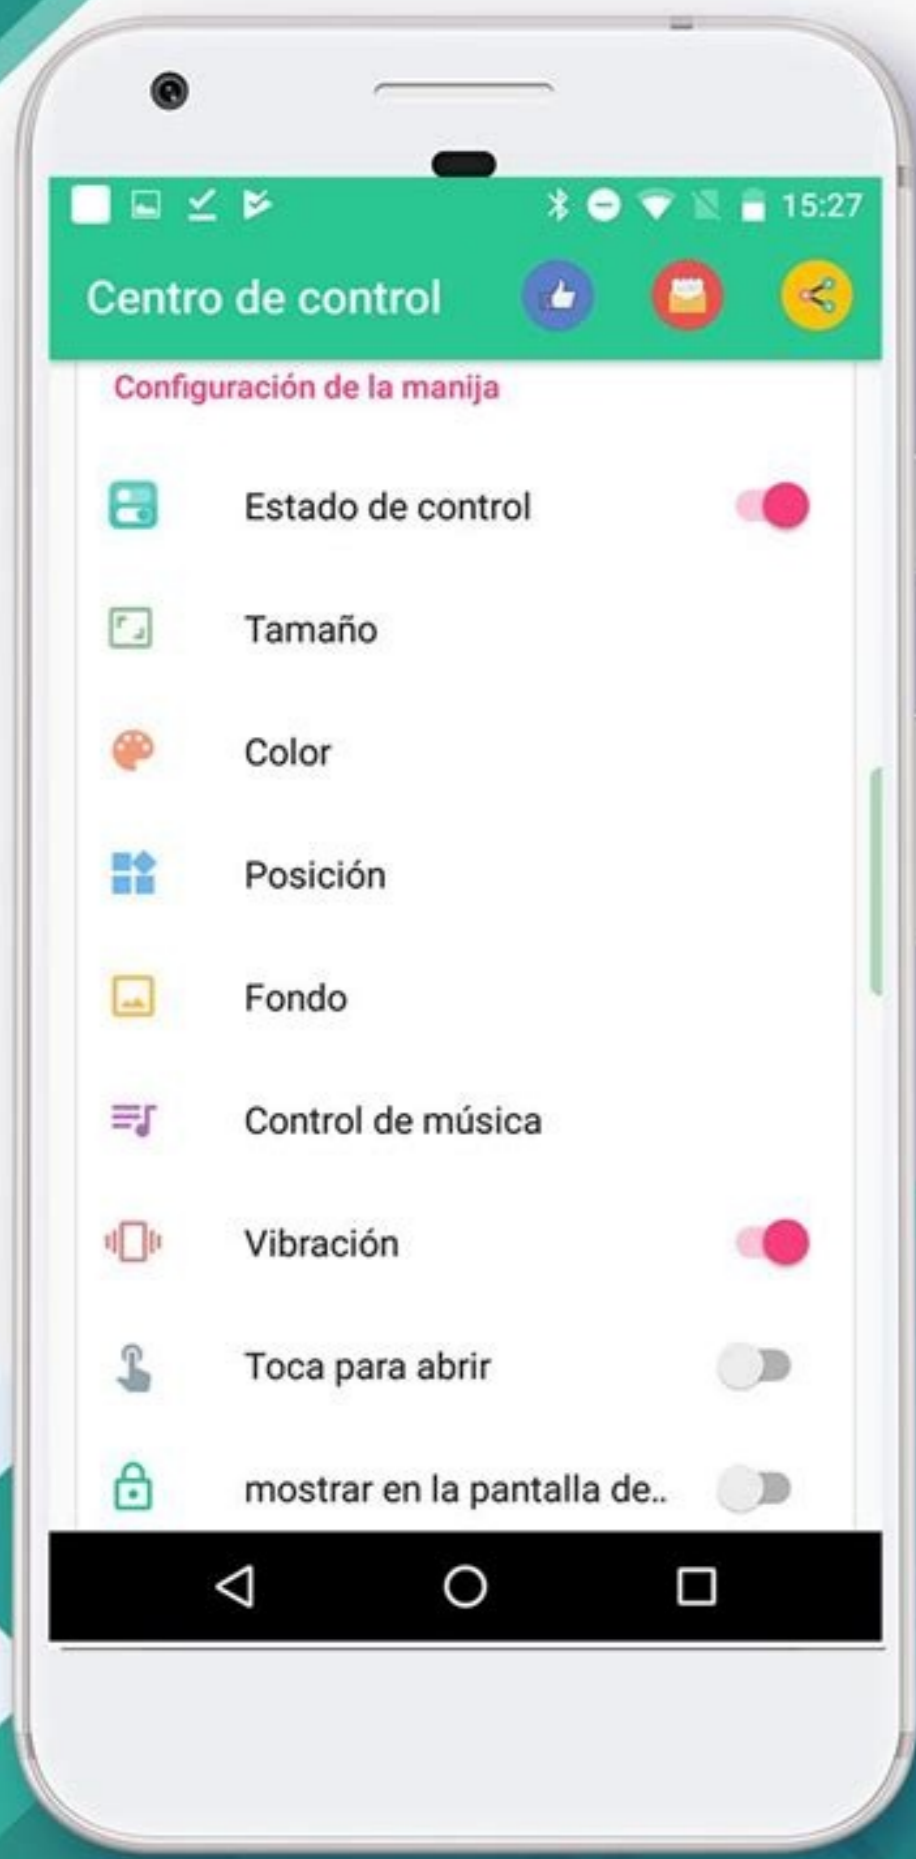 15:27
Centro de control
Configuración de la manija
Estado de control
Tamaño
Color
Posición
Fondo
Control de música
Vibración
Toca para abrir
mostrar en la pantalla de..